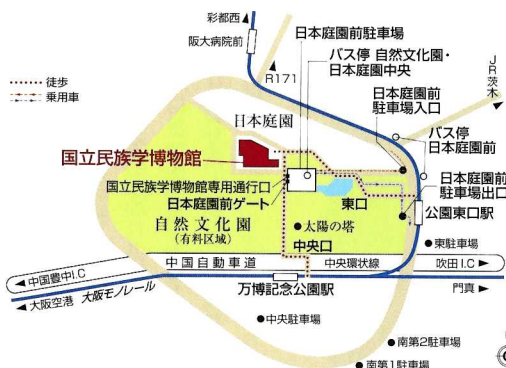 彩都西
阪大病院前
日本庭園前駐車場
バス停 自然文化園・
日本庭園中央
R171
JR茨木
徒歩
乗用車
日本庭園前
駐車場入口
バス停
日本庭園前
日本庭園
国立民族学博物館
国立民族学博物館専用通行口
日本庭園前ゲート
東口
日本庭園前
駐車場出口
公園東口駅
自然文化園
(有料区域)
太陽の塔
中央口
東駐車場
中国自動車道
中央環状線
吹田I.C
中国豊中I.C
大阪空港
大阪モノレール
万博記念公園駅
門真
中央駐車場
南第2駐車場
南第1駐車場